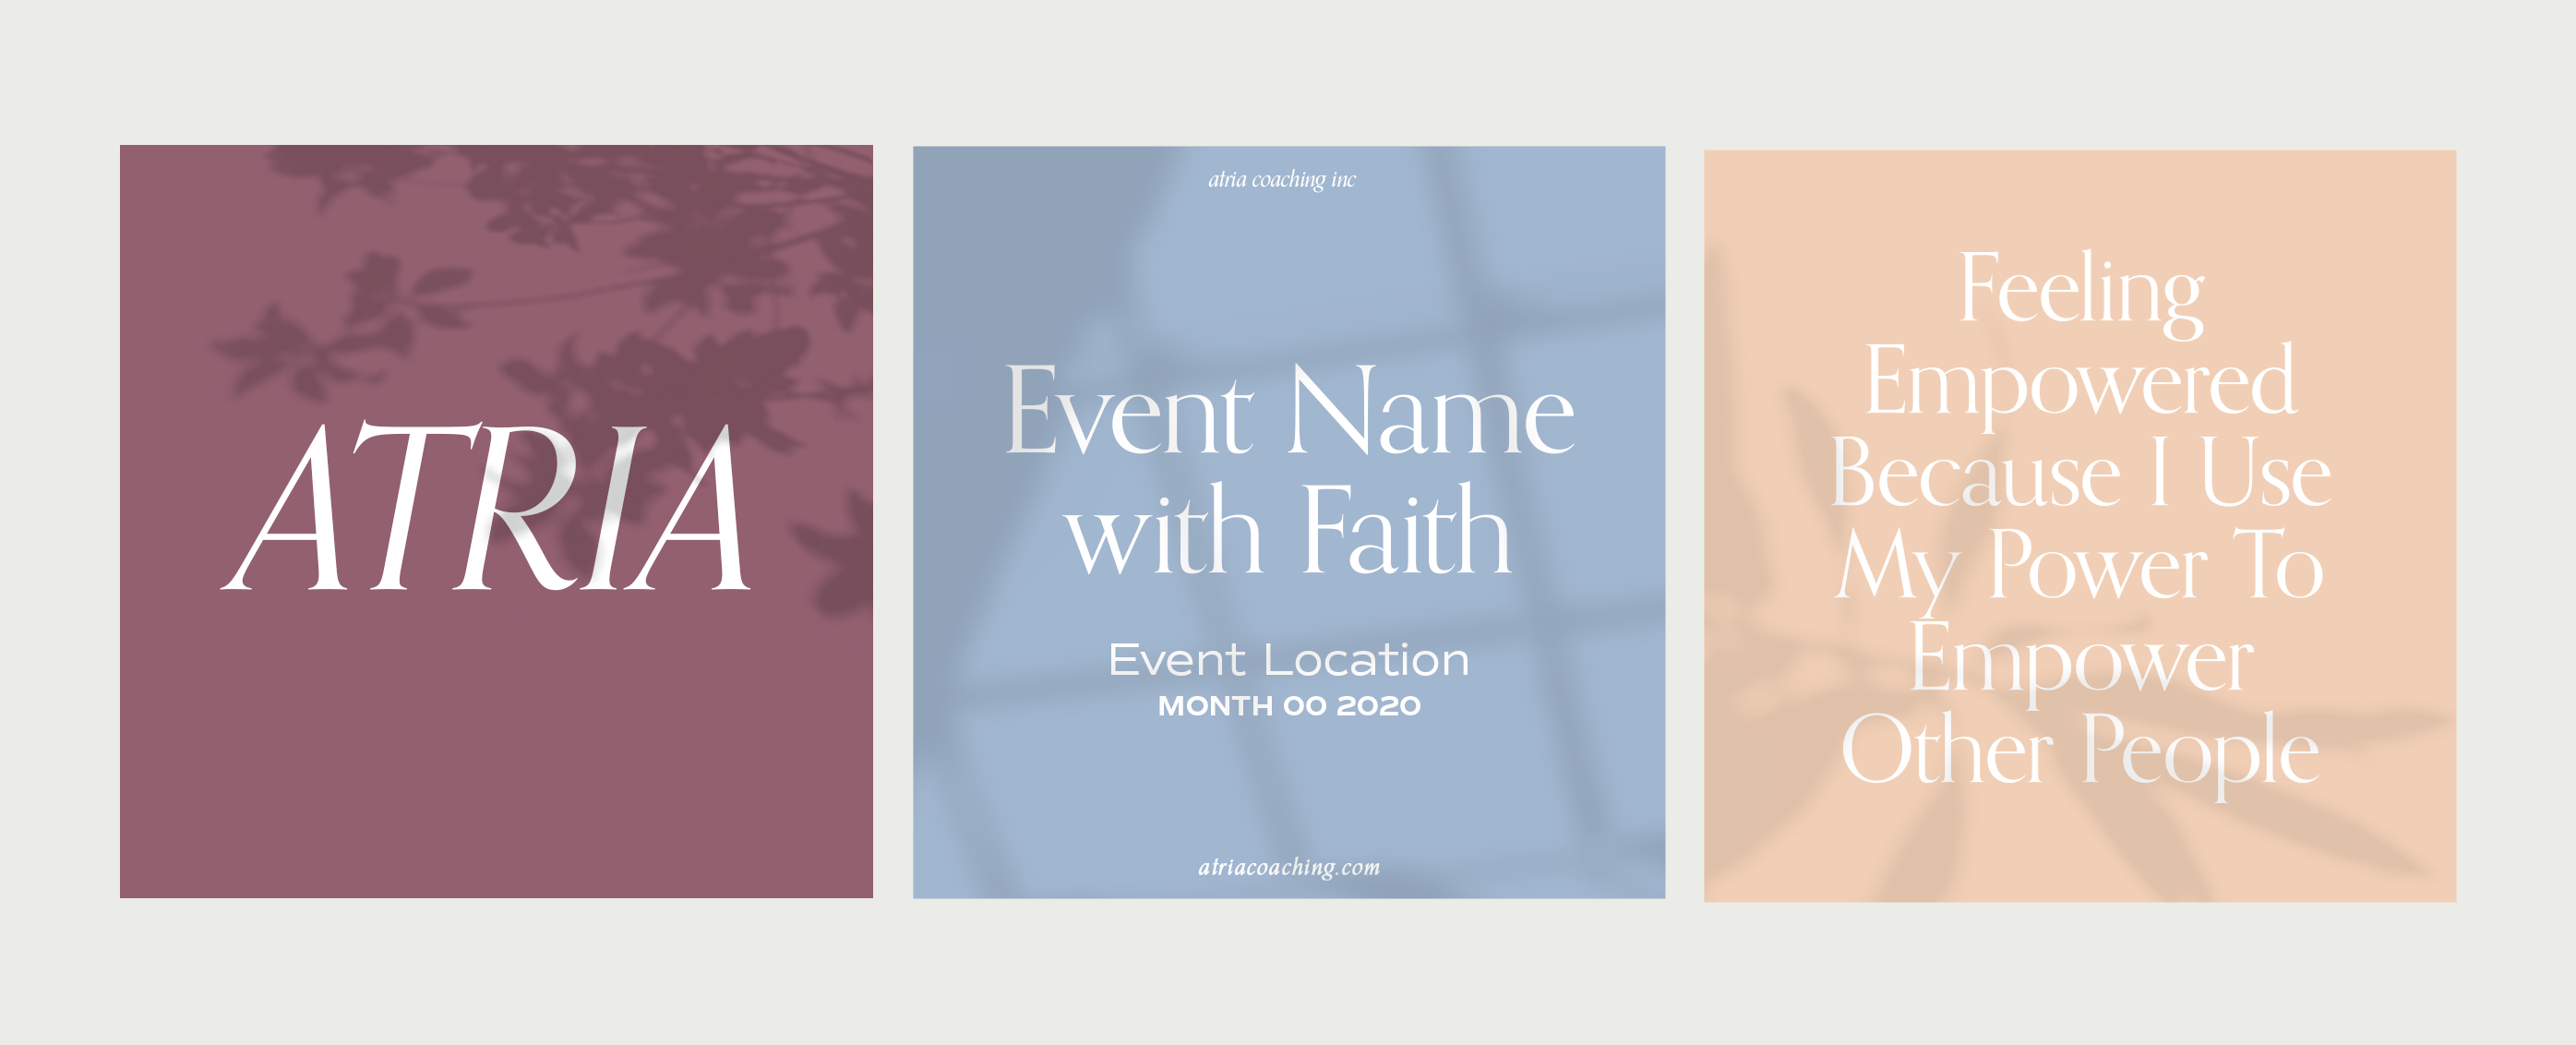 ATRIA
atria coaching inc
Event Name
with Faith
Event Location
MONTH 00 2020
atriacoaching.com
Feeling
Empowered
Because I Use
My Power To
Empower
Other People